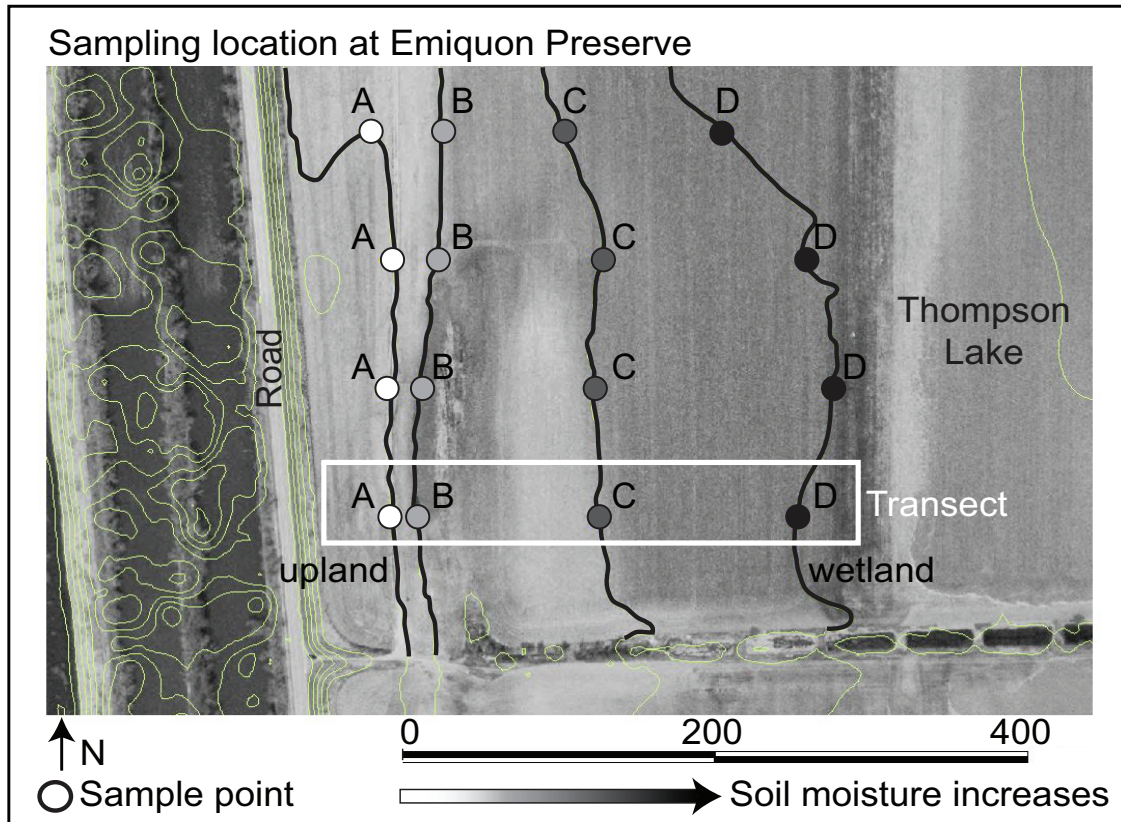 Sampling location at Emiquon Preserve
A B C D
A B C D
Thompson
Lake
Road
A B C D
A B C D
Transect
upland wetland
0 200 400
N
Sample point Soil moisture increases